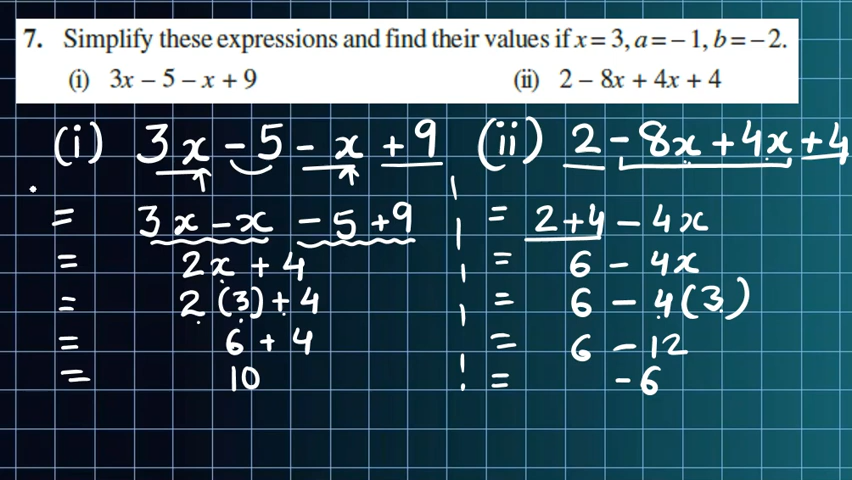 7. Simplify these expressions and find their values if x = 3, a = – 1, b = – 2.
(i) 3x – 5 – x + 9 (ii) 2 – 8x + 4x + 4
(i) 3x - 5 - x + 9 (ii) 2 - 8x + 4x + 4
= 3x - x - 5 + 9 = 2 + 4 - 4x
= 2x + 4 = 6 - 4x
= 2 (3) + 4 = 6 - 4(3)
= 6 + 4 = 6 - 12
= 10 = - 6